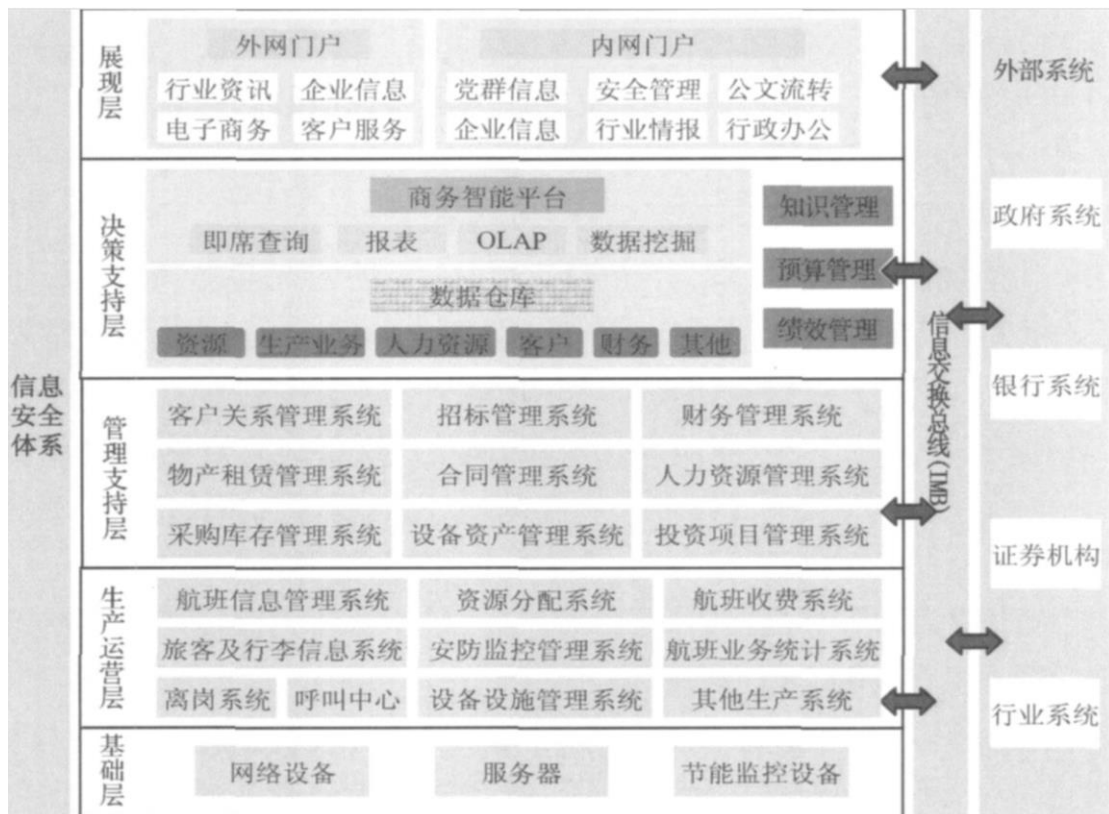 信息
安全
体系
展现层
外网门户
行业资讯 企业信息
电子商务 客户服务
内网门户
党群信息 安全管理 公文流转
企业信息 行业情报 行政办公
决策支持层
商务智能平台
即席查询 报表 OLAP 数据挖掘
数据仓库
资源 生产业务 人力资源 客户 财务 其他
知识管理
预算管理
绩效管理
管理支持层
客户关系管理系统 招标管理系统 财务管理系统
物产租赁管理系统 合同管理系统 人力资源管理系统
采购库存管理系统 设备资产管理系统 投资项目管理系统
生产运营层
航班信息管理系统 资源分配系统 航班收费系统
旅客及行李信息系统 安防监控管理系统 航班业务统计系统
离岗系统 呼叫中心 设备设施管理系统 其他生产系统
基础层
网络设备 服务器 节能监控设备
信息交换总线(IMB)
外部系统
政府系统
银行系统
证券机构
行业系统